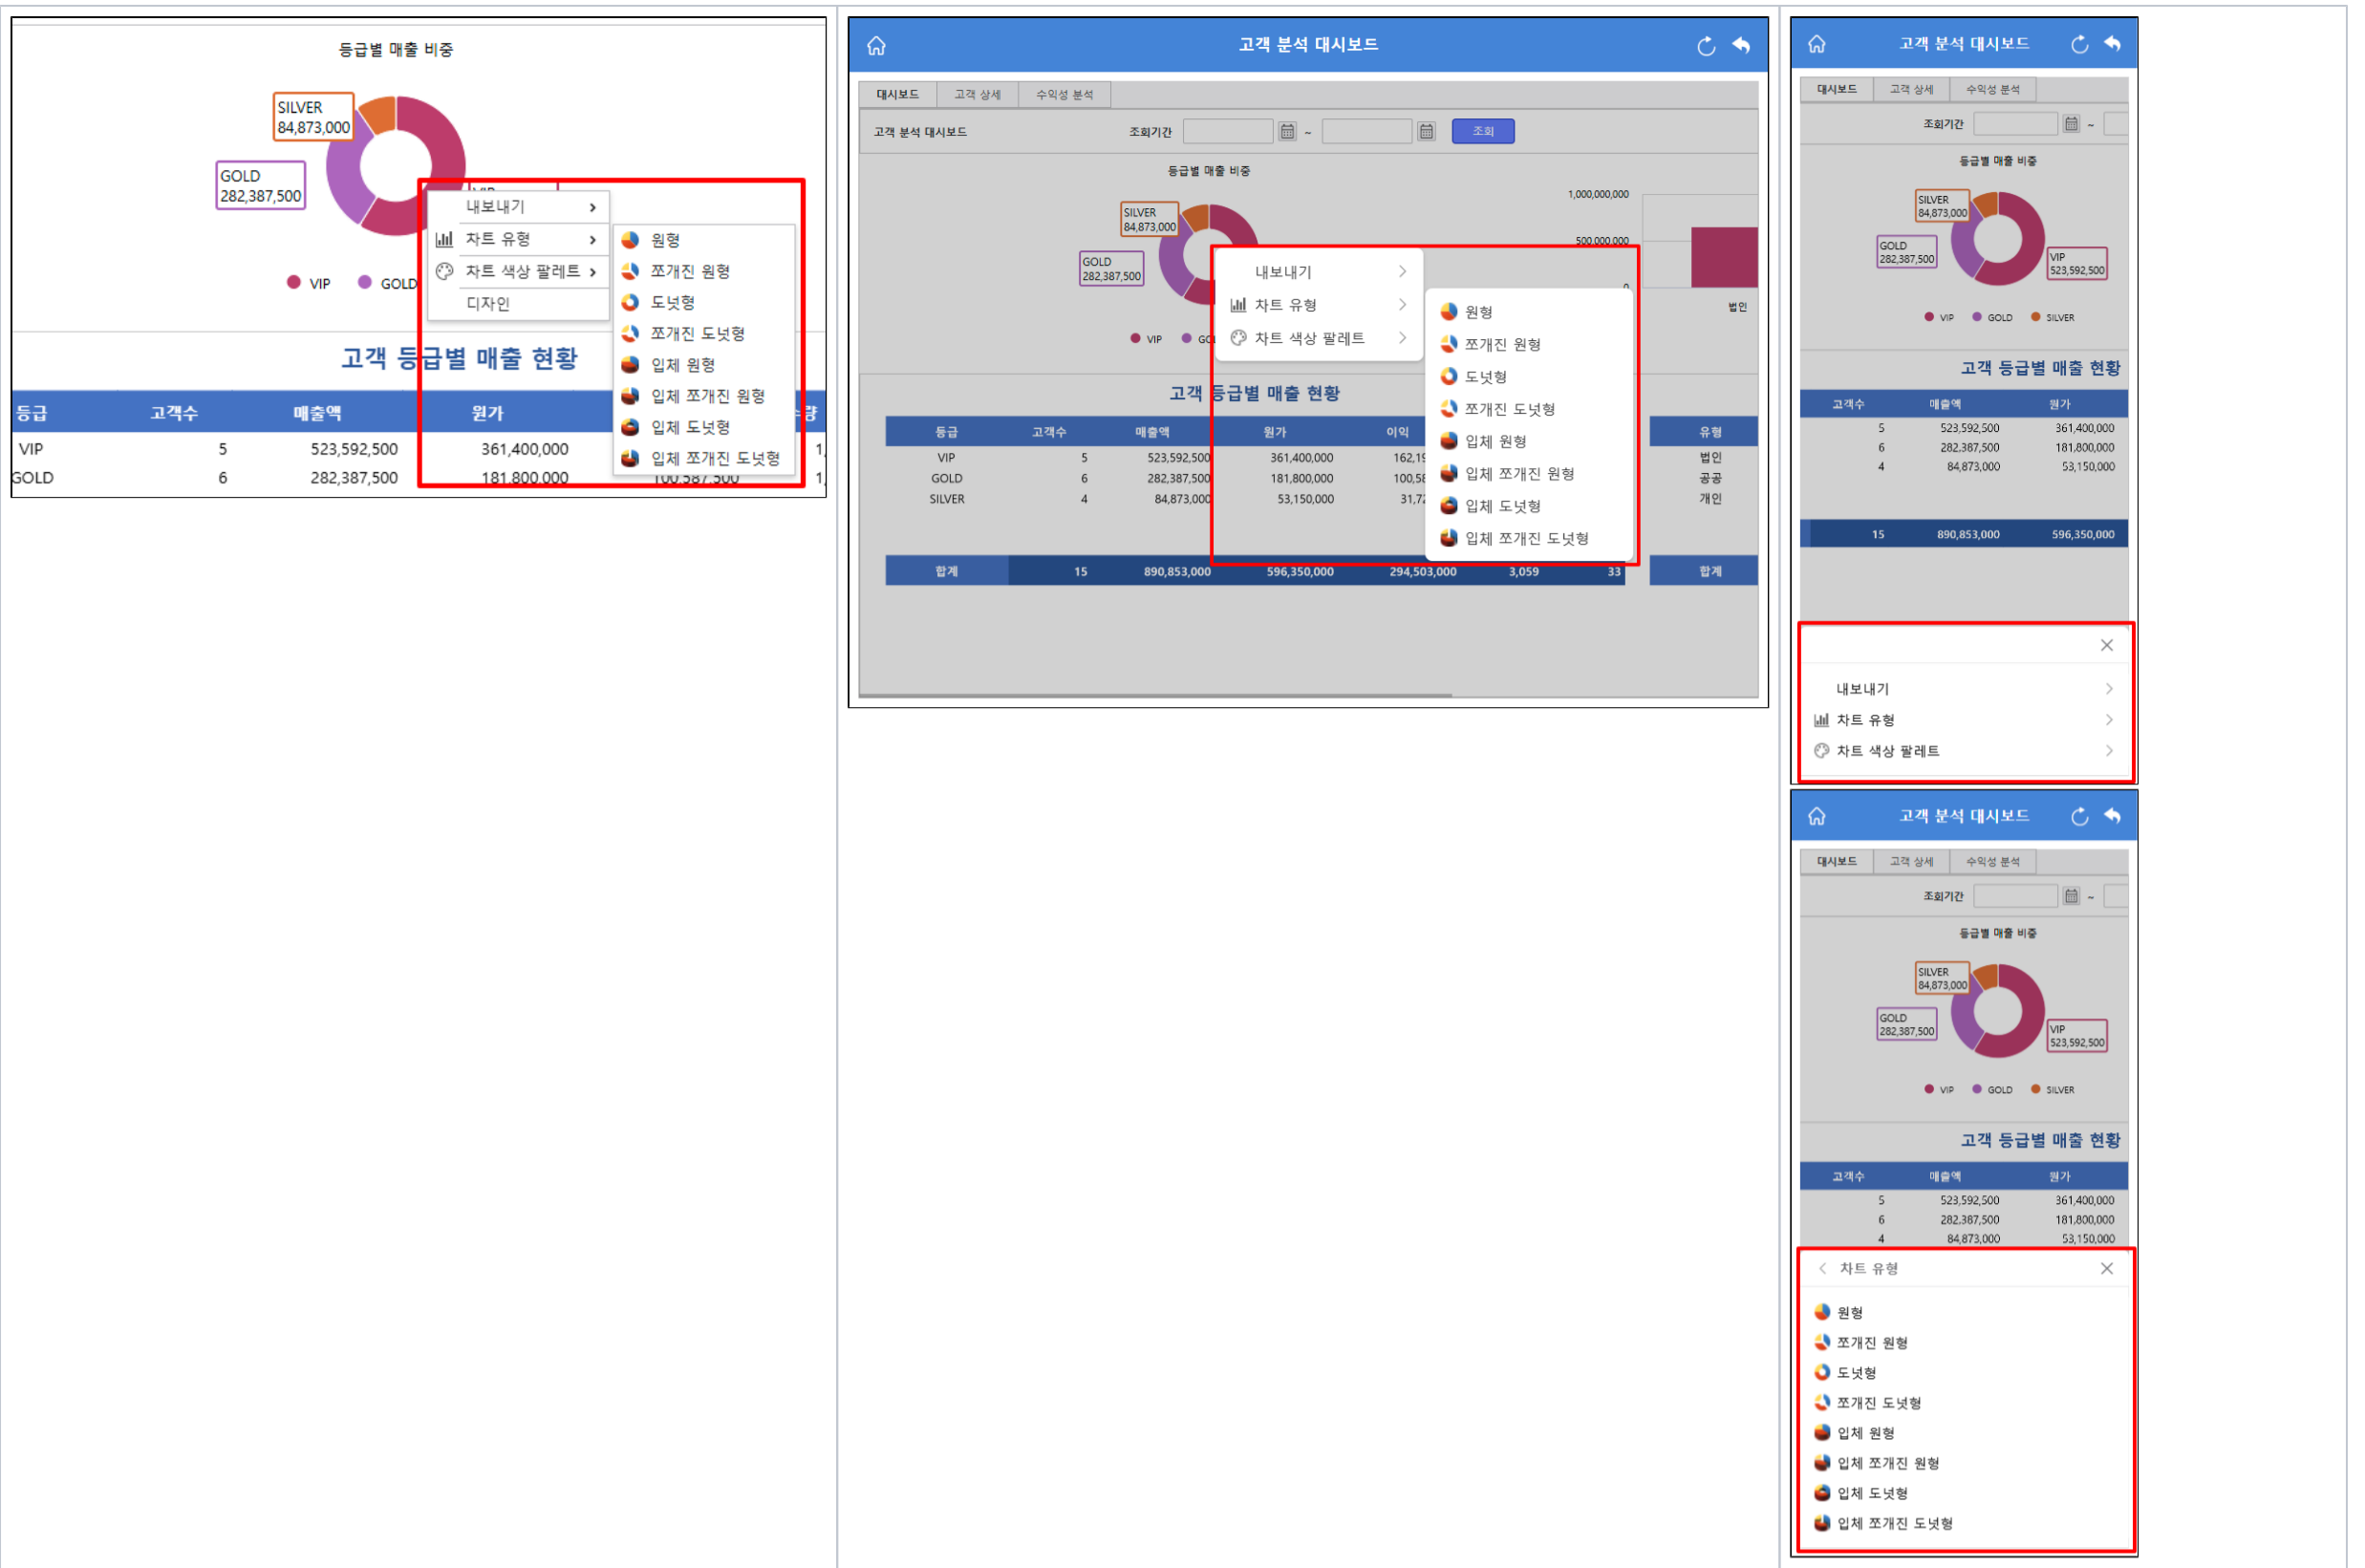 등급별 매출 비중
SILVER
84,873,000
GOLD
282,387,500
내보내기
차트 유형
차트 색상 팔레트
디자인
원형
쪼개진 원형
도넛형
쪼개진 도넛형
입체 원형
입체 쪼개진 원형
입체 도넛형
입체 쪼개진 도넛형
VIP GOLD
고객 등급별 매출 현황
등급 고객수 매출액 원가
VIP 5 523,592,500 361,400,000
GOLD 6 282,387,500 181,800,000 100,587,500
고객 분석 대시보드
대시보드 고객 상세 수익성 분석
고객 분석 대시보드 조회기간 ~ 조회
등급별 매출 비중
1,000,000,000
500,000,000
0
법인
SILVER
84,873,000
GOLD
282,387,500
VIP
내보내기
차트 유형
차트 색상 팔레트
원형
쪼개진 원형
도넛형
쪼개진 도넛형
입체 원형
입체 쪼개진 원형
입체 도넛형
입체 쪼개진 도넛형
고객 등급별 매출 현황
등급 고객수 매출액 원가 이익 유형
VIP 5 523,592,500 361,400,000 법인
GOLD 6 282,387,500 181,800,000 공공
SILVER 4 84,873,000 53,150,000 개인
합계 15 890,853,000 596,350,000 294,503,000 3,059 33 합계
고객 분석 대시보드
대시보드 고객 상세 수익성 분석
조회기간 ~
등급별 매출 비중
SILVER
84,873,000
GOLD
282,387,500
VIP
523,592,500
VIP GOLD SILVER
고객 등급별 매출 현황
고객수 매출액 원가
5 523,592,500 361,400,000
6 282,387,500 181,800,000
4 84,873,000 53,150,000
15 890,853,000 596,350,000
내보내기
차트 유형
차트 색상 팔레트
고객 분석 대시보드
대시보드 고객 상세 수익성 분석
조회기간 ~
등급별 매출 비중
SILVER
84,873,000
GOLD
282,387,500
VIP
523,592,500
VIP GOLD SILVER
고객 등급별 매출 현황
고객수 매출액 원가
5 523,592,500 361,400,000
6 282,387,500 181,800,000
4 84,873,000 53,150,000
차트 유형
원형
쪼개진 원형
도넛형
쪼개진 도넛형
입체 원형
입체 쪼개진 원형
입체 도넛형
입체 쪼개진 도넛형